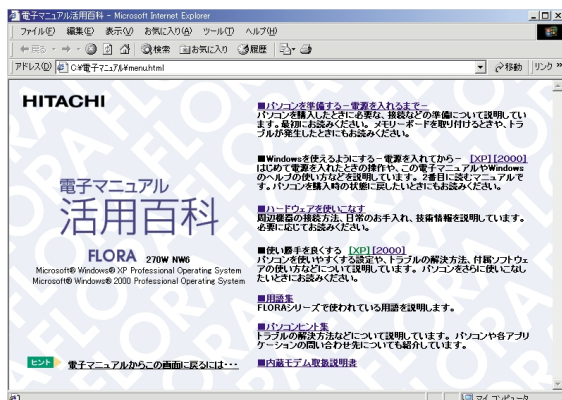 電子マニュアル活用百科 - Microsoft Internet Explorer
ファイル(F) 編集(E) 表示(V) お気に入り(A) ツール(T) ヘルプ(H)
戻る 検索 お気に入り 履歴
アドレス(D) C:¥電子マニュアル¥menu.html 移動 リンク »
HITACHI
電子マニュアル
活用百科
FLORA 270W NW6
Microsoft® Windows® XP Professional Operating System
Microsoft® Windows® 2000 Professional Operating System
ヒント 電子マニュアルからこの画面に戻るには・・・
■パソコンを準備する－電源を入れるまで－
パソコンを購入したときに必要な、接続などの準備について説明してい
ます。最初にお読みください。メモリーボードを取り付けるときや、トラ
ブルが発生したときにもお読みください。
■Windowsを使えるようにする－電源を入れてから－ [XP] [2000]
はじめて電源を入れたときの操作や、この電子マニュアルやWindows
のヘルプの使い方などを説明しています。2番目に読むマニュアルで
す。パソコンを購入時の状態に戻したいときにもお読みください。
■ハードウェアを使いこなす
周辺機器の接続方法、日常のお手入れ、技術情報を説明しています。
必要に応じてお読みください。
■使い勝手を良くする [XP] [2000]
パソコンを使いやすくする設定や、トラブルの解決方法、付属ソフトウェ
アの使い方などについて説明しています。パソコンをさらに使いこなし
たいときにお読みください。
■用語集
FLORAシリーズで使われている用語を説明します。
■パソコンヒント集
トラブルの解決方法などについて説明しています。パソコンや各アプリ
ケーションの問い合わせ先についても紹介しています。
■内蔵モデム取扱説明書
マイ コンピュータ